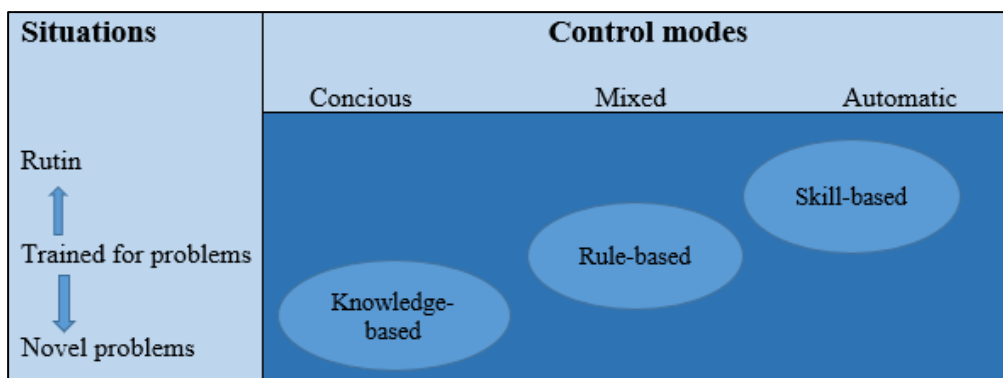 Situations
Control modes
Concious
Mixed
Automatic
Rutin
Skill-based
Trained for problems
Rule-based
Knowledge-
based
Novel problems